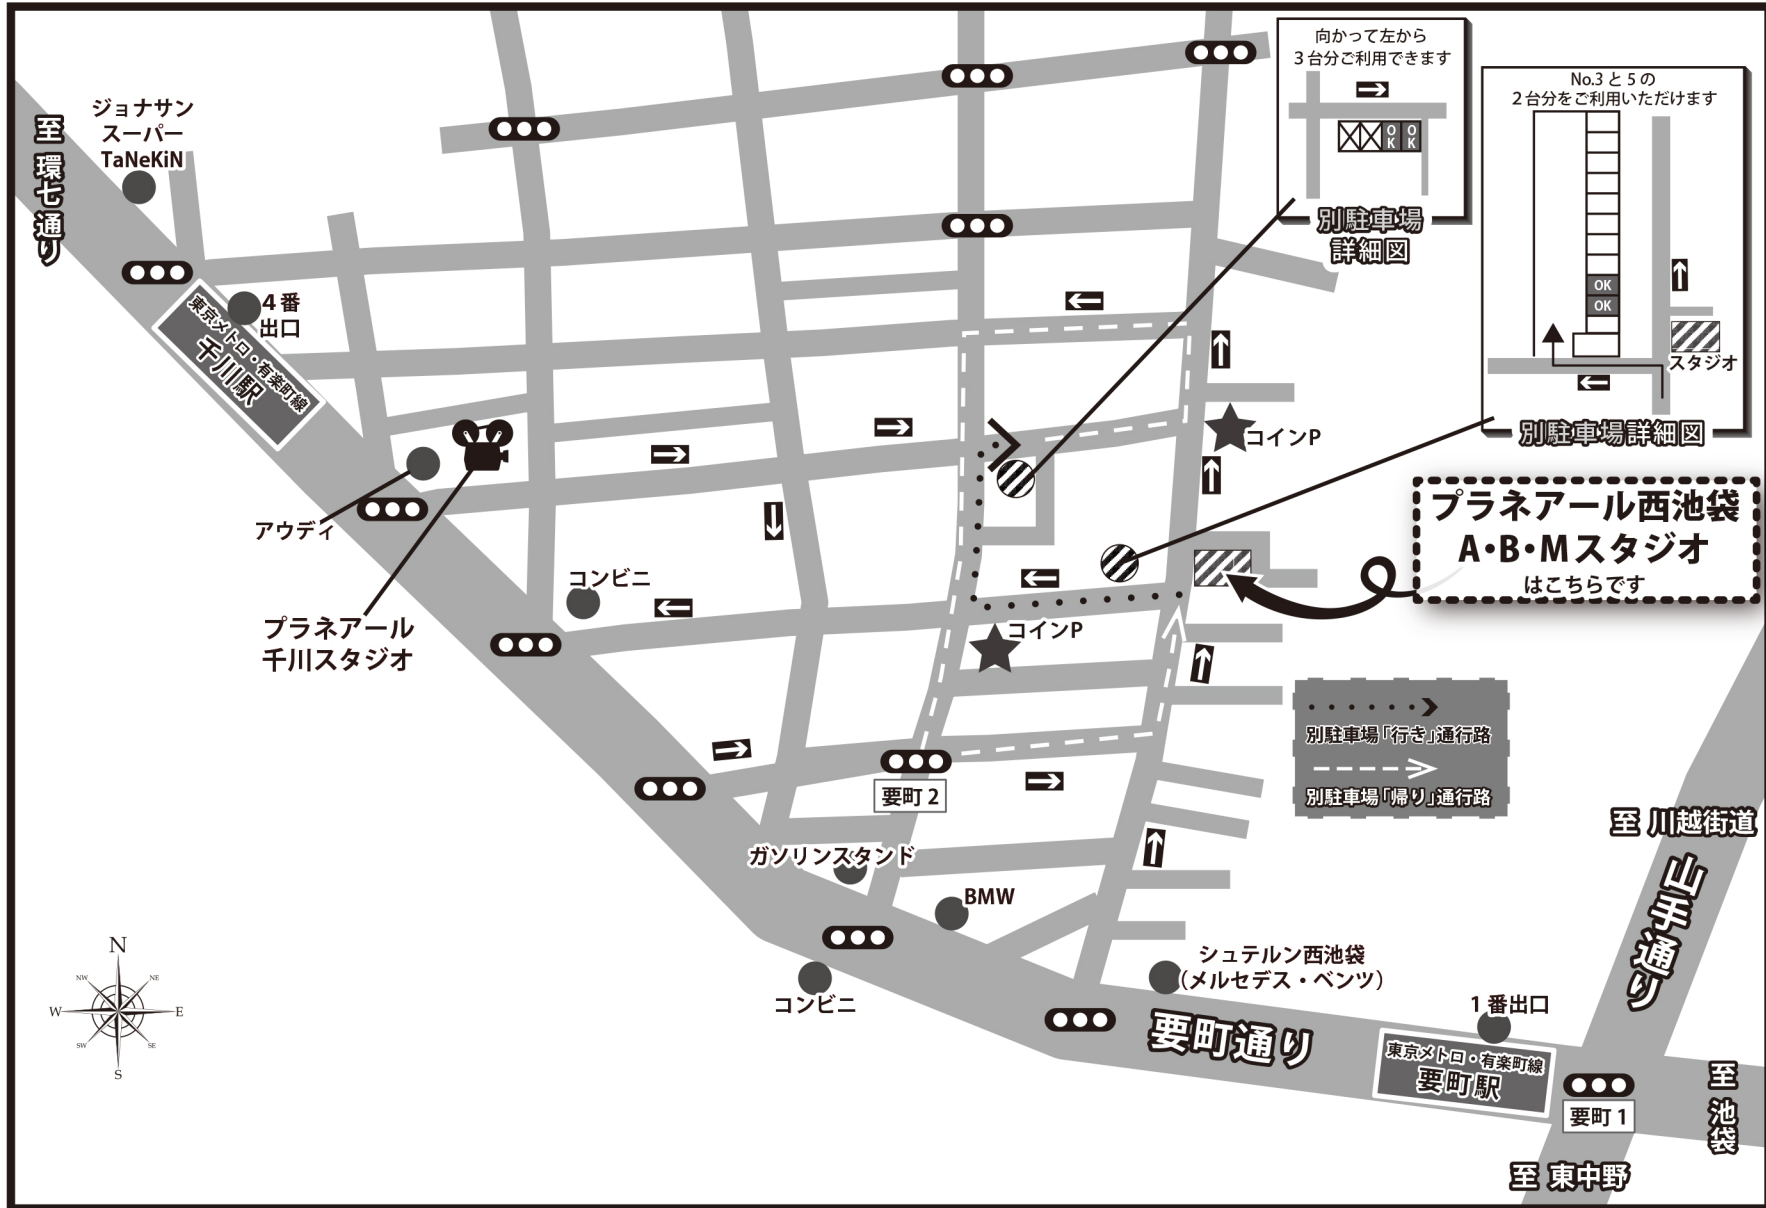 向かって左から
3台分ご利用できます
OK
OK
別駐車場
詳細図
No.3と5の
2台分をご利用いただけます
OK
OK
スタジオ
別駐車場詳細図
ジョナサン
スーパー
TaNeKiN
至 環七通り
4番
出口
東京メトロ・有楽町線
千川駅
アウディ
プラネアール
千川スタジオ
コンビニ
コインP
コインP
プラネアール西池袋
A・B・Mスタジオ
はこちらです
別駐車場「行き」通行路
別駐車場「帰り」通行路
要町2
ガソリンスタンド
BMW
コンビニ
シュテルン西池袋
(メルセデス・ベンツ)
要町通り
1番出口
東京メトロ・有楽町線
要町駅
要町1
至 川越街道
山手通り
至 池袋
至 東中野
N
NE
E
SE
S
SW
W
NW